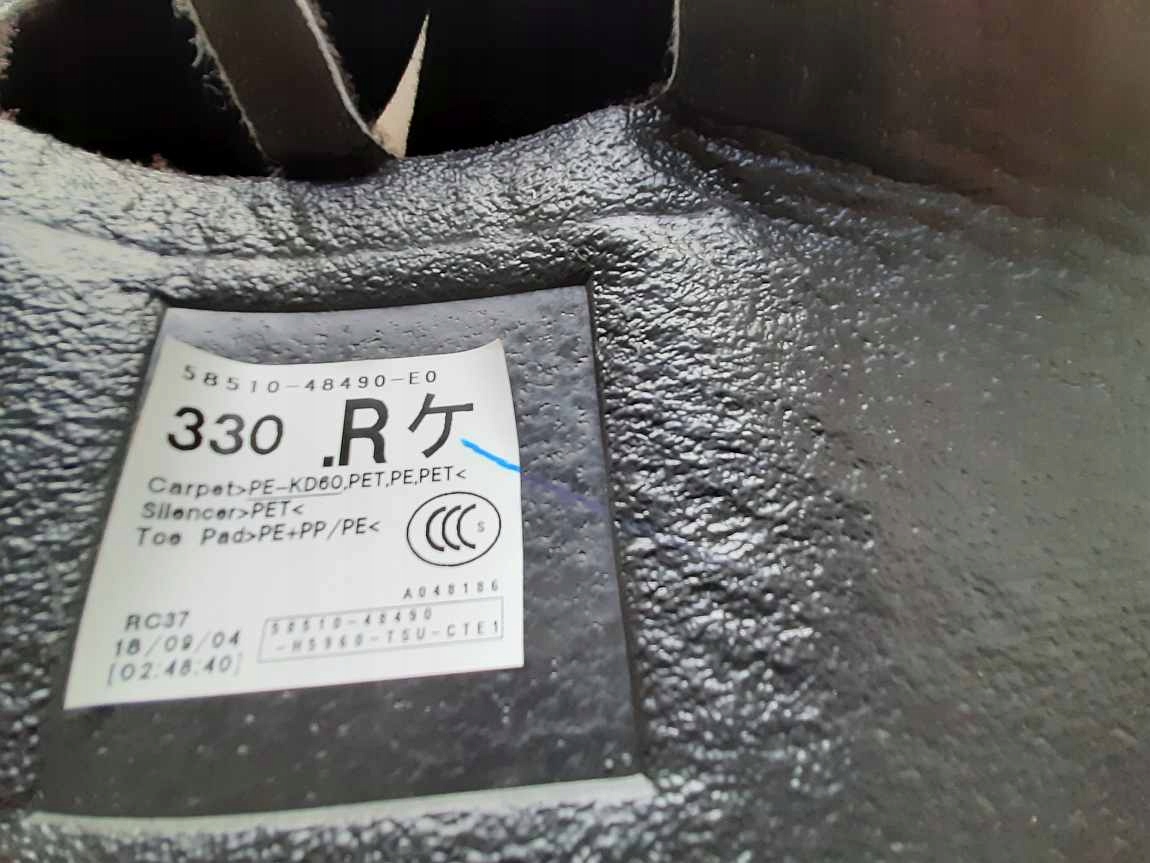 58510-48490-E0
330 .R ケ
Carpet>PE-KD60,PET,PE,PET<
Silencer>PET<
Toe Pad>PE+PP/PE<
CCC S
A048186
RC37
18/09/04
[02:48:40]
58510-48490
-H5960-TSU-CTE1